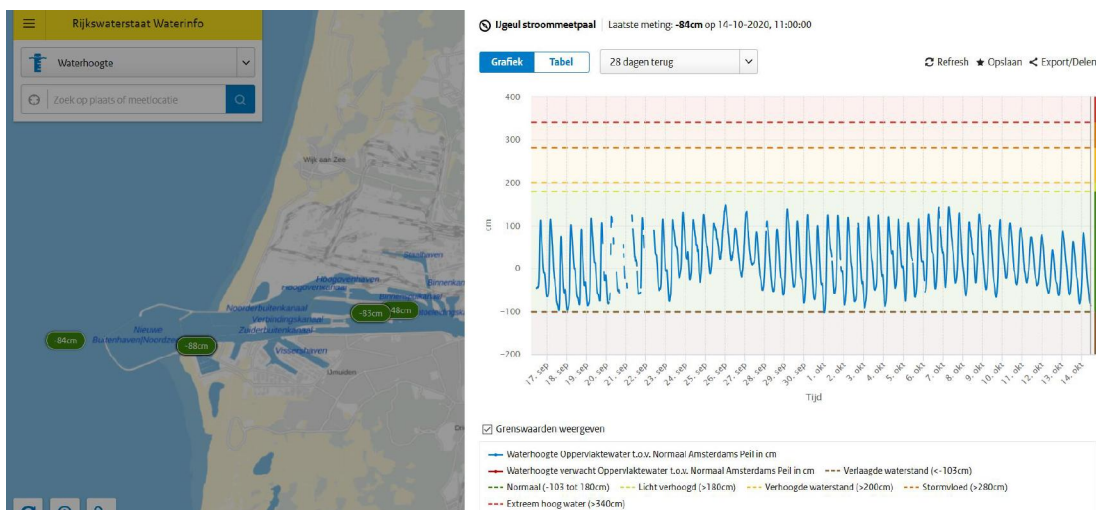 Rijkswaterstaat Waterinfo
Waterhoogte
Zoek op plaats of meetlocatie
Wijk aan Zee
Staalhaven
Hoogovenhaven
Hoogovenkanaal
Binnenkan
Noorderbuitenkanaal
Verbindingskanaal
Zuiderbuitenkanaal
-85cm
48cm
Nieuwe
-84cm
-88cm
Vissershaven
IJmuiden
IJgeul stroommeetpaal
Laatste meting: -84cm op 14-10-2020, 11:00:00
Grafiek Tabel 28 dagen terug Refresh Opslaan Export/Delen
400
300
200
100
0
-100
-200
cm
17. sep 18. sep 19. sep 20. sep 21. sep 22. sep 23. sep 24. sep 25. sep 26. sep 27. sep 28. sep 29. sep 30. sep 1. okt 2. okt 3. okt 4. okt 5. okt 6. okt 7. okt 8. okt 9. okt 10. okt 11. okt 12. okt 13. okt 14. okt
Tijd
Grenswaarden weergeven
Waterhoogte Oppervlaktewater t.o.v. Normaal Amsterdams Peil in cm
Waterhoogte verwacht Oppervlaktewater t.o.v. Normaal Amsterdams Peil in cm Verlaagde waterstand (<-103cm)
Normaal (-103 tot 180cm) Licht verhoogd (>180cm) Verhoogde waterstand (>200cm) Stormvloed (>280cm)
Extreem hoog water (>340cm)